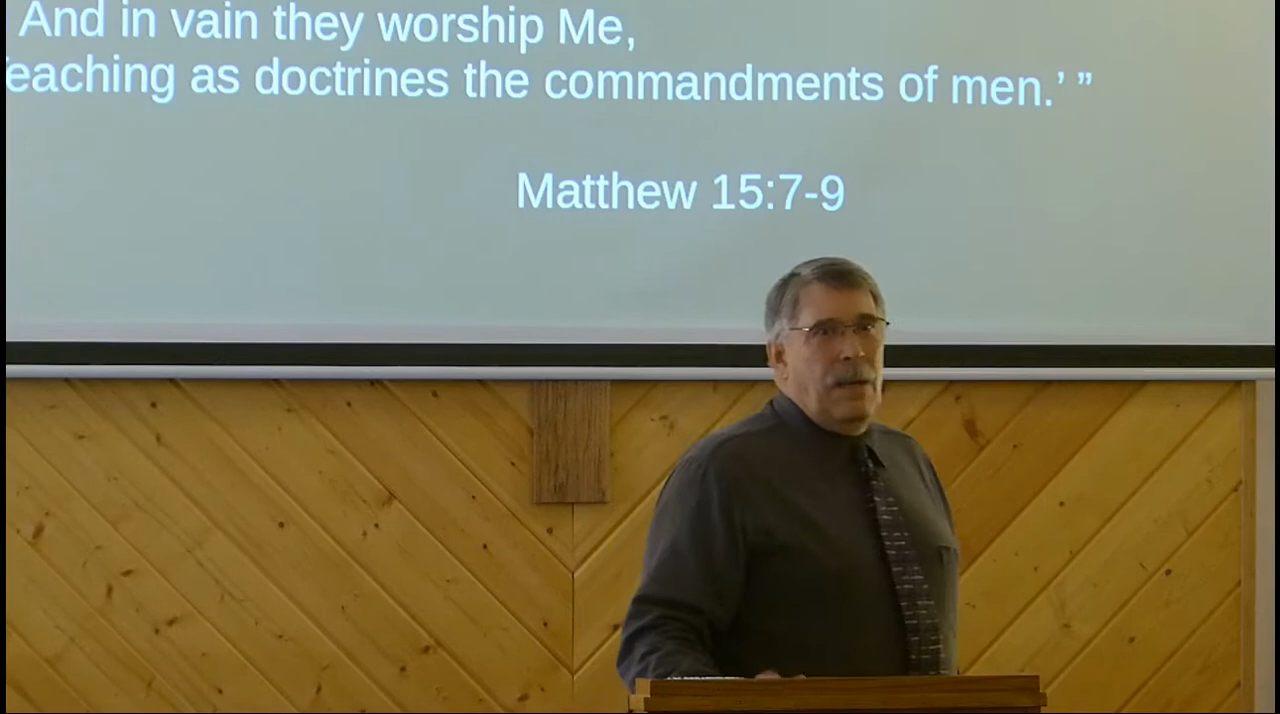 And in vain they worship Me,
eaching as doctrines the commandments of men.’ ”
Matthew 15:7-9